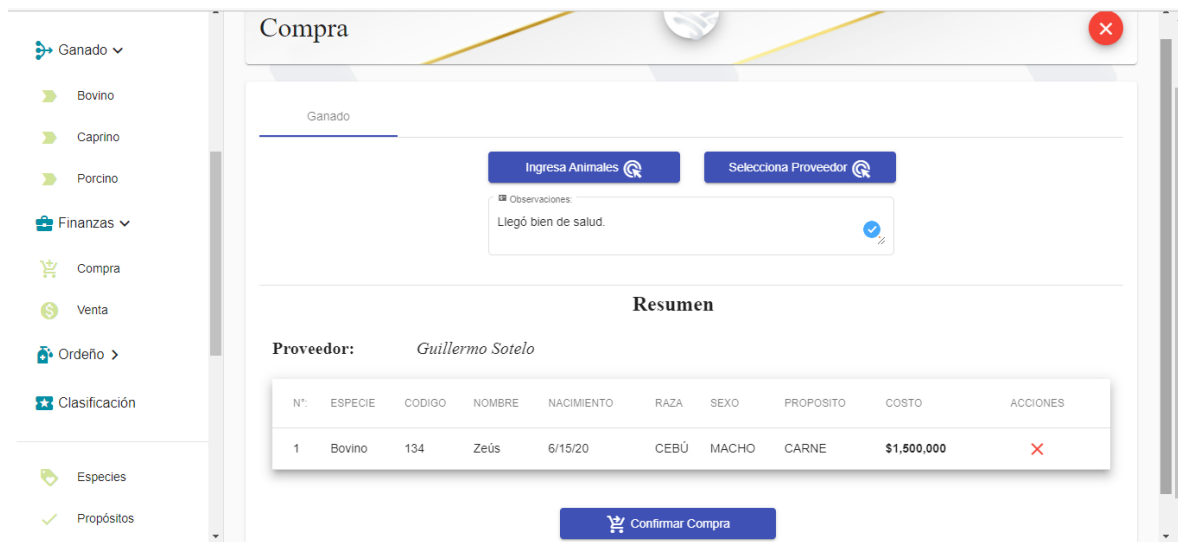 Ganado
Bovino
Caprino
Porcino
Finanzas
Compra
Venta
Ordeño
Clasificación
Especies
Propósitos
Compra
Ganado
Ingresa Animales
Selecciona Proveedor
Observaciones:
Llegó bien de salud.
Resumen
Proveedor: Guillermo Sotelo
N°: ESPECIE CODIGO NOMBRE NACIMIENTO RAZA SEXO PROPOSITO COSTO ACCIONES
1 Bovino 134 Zeús 6/15/20 CEBÚ MACHO CARNE $1,500,000
Confirmar Compra